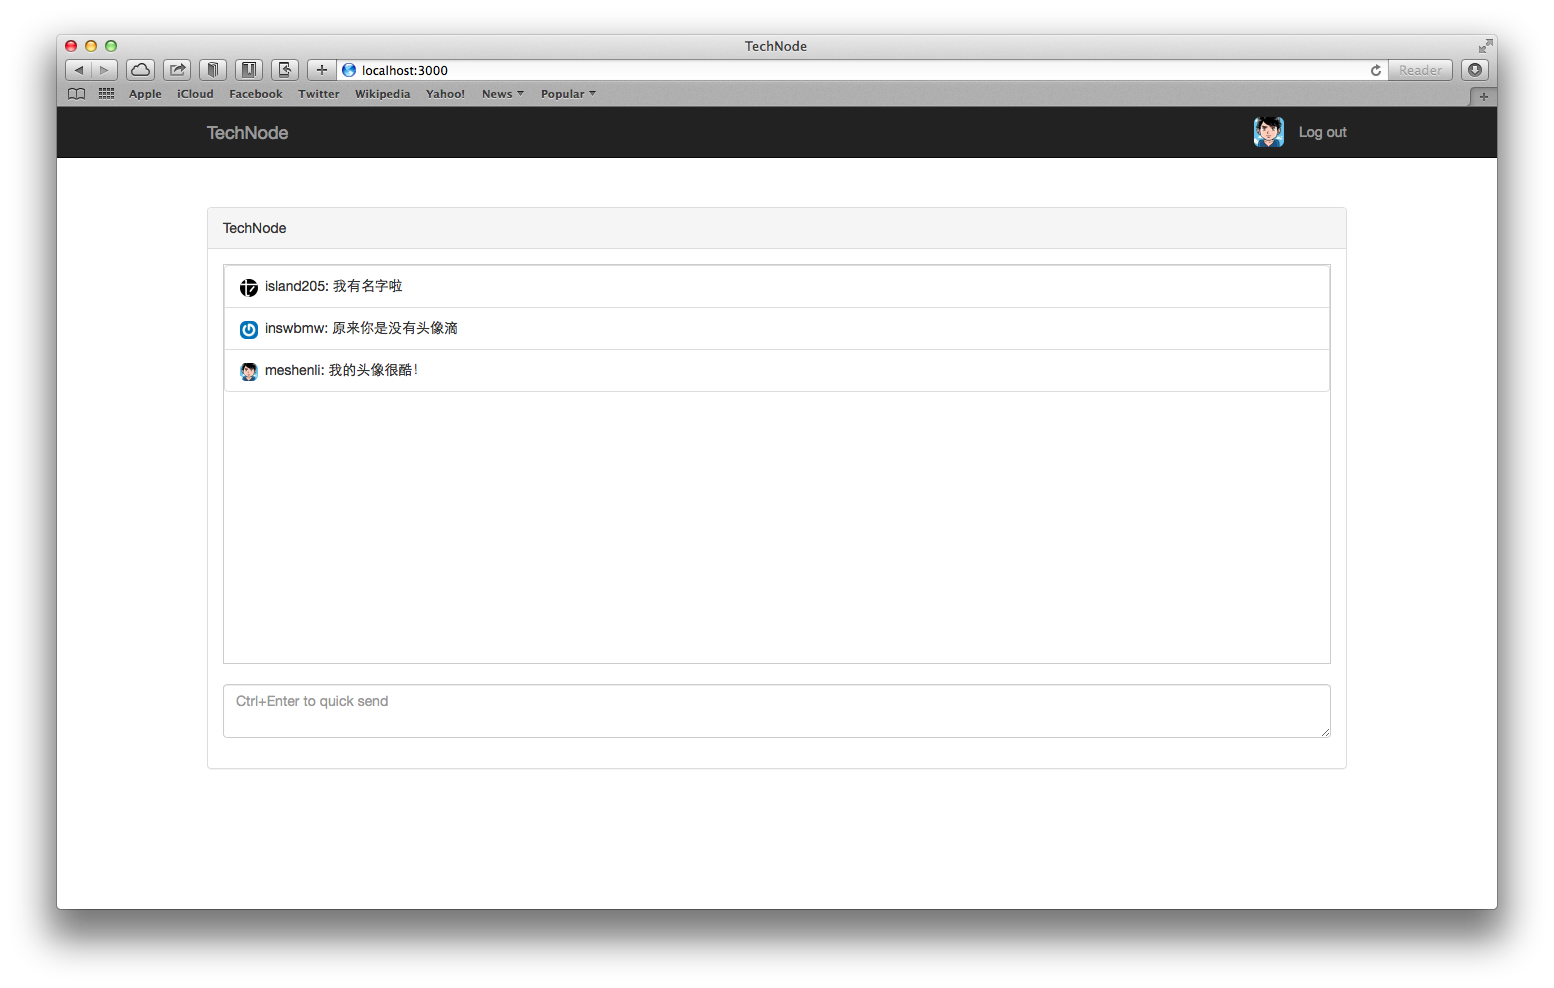 TechNode
localhost:3000
Reader
Apple iCloud Facebook Twitter Wikipedia Yahoo! News Popular
TechNode Log out
TechNode
island205: 我有名字啦
inswbmw: 原来你是没有头像滴
meshenli: 我的头像很酷！
Ctrl+Enter to quick send